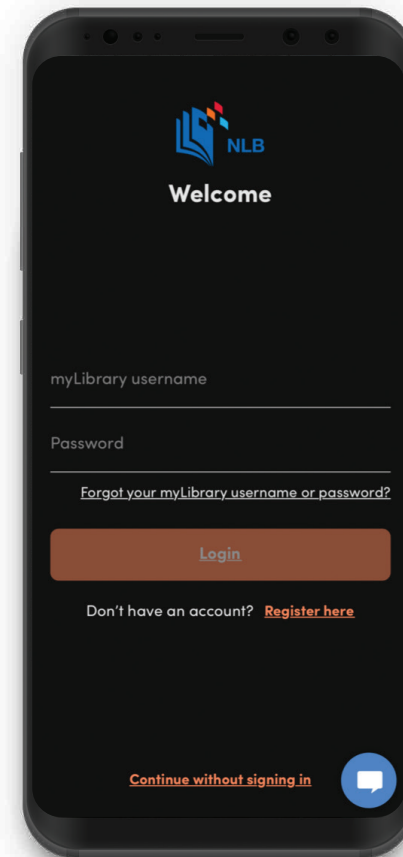 NLB
Welcome
myLibrary username
Password
Forgot your myLibrary username or password?
Login
Don't have an account? Register here
Continue without signing in